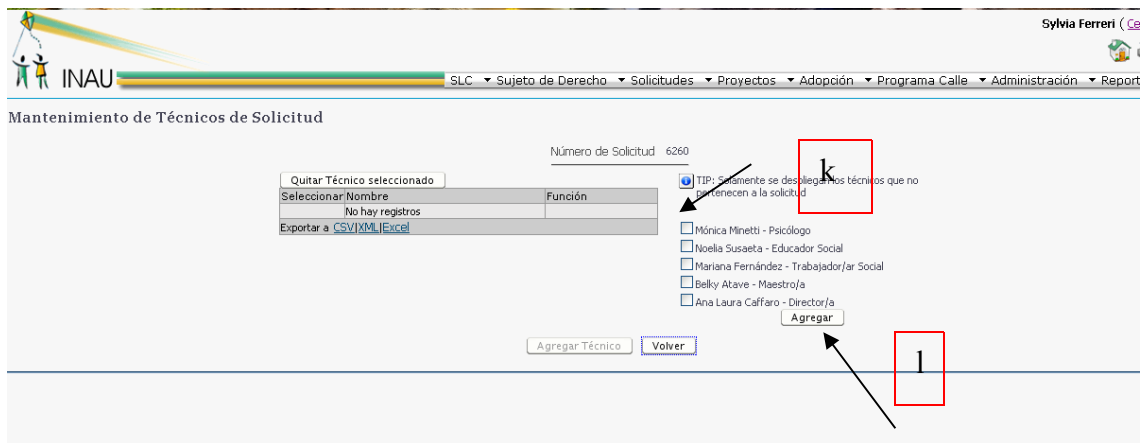 Sylvia Ferreri ( Ce
INAU
SLC Sujeto de Derecho Solicitudes Proyectos Adopción Programa Calle Administración Report
Mantenimiento de Técnicos de Solicitud
Número de Solicitud 6260
Quitar Técnico seleccionado
Seleccionar Nombre Función
No hay registros
Exportar a CSV|XML|Excel
k
TIP: Solamente se despliegan los técnicos que no
pertenecen a la solicitud
Mónica Minetti - Psicólogo
Noelia Susaeta - Educador Social
Mariana Fernández - Trabajador/ar Social
Belky Atave - Maestro/a
Ana Laura Caffaro - Director/a
Agregar
Agregar Técnico Volver
l